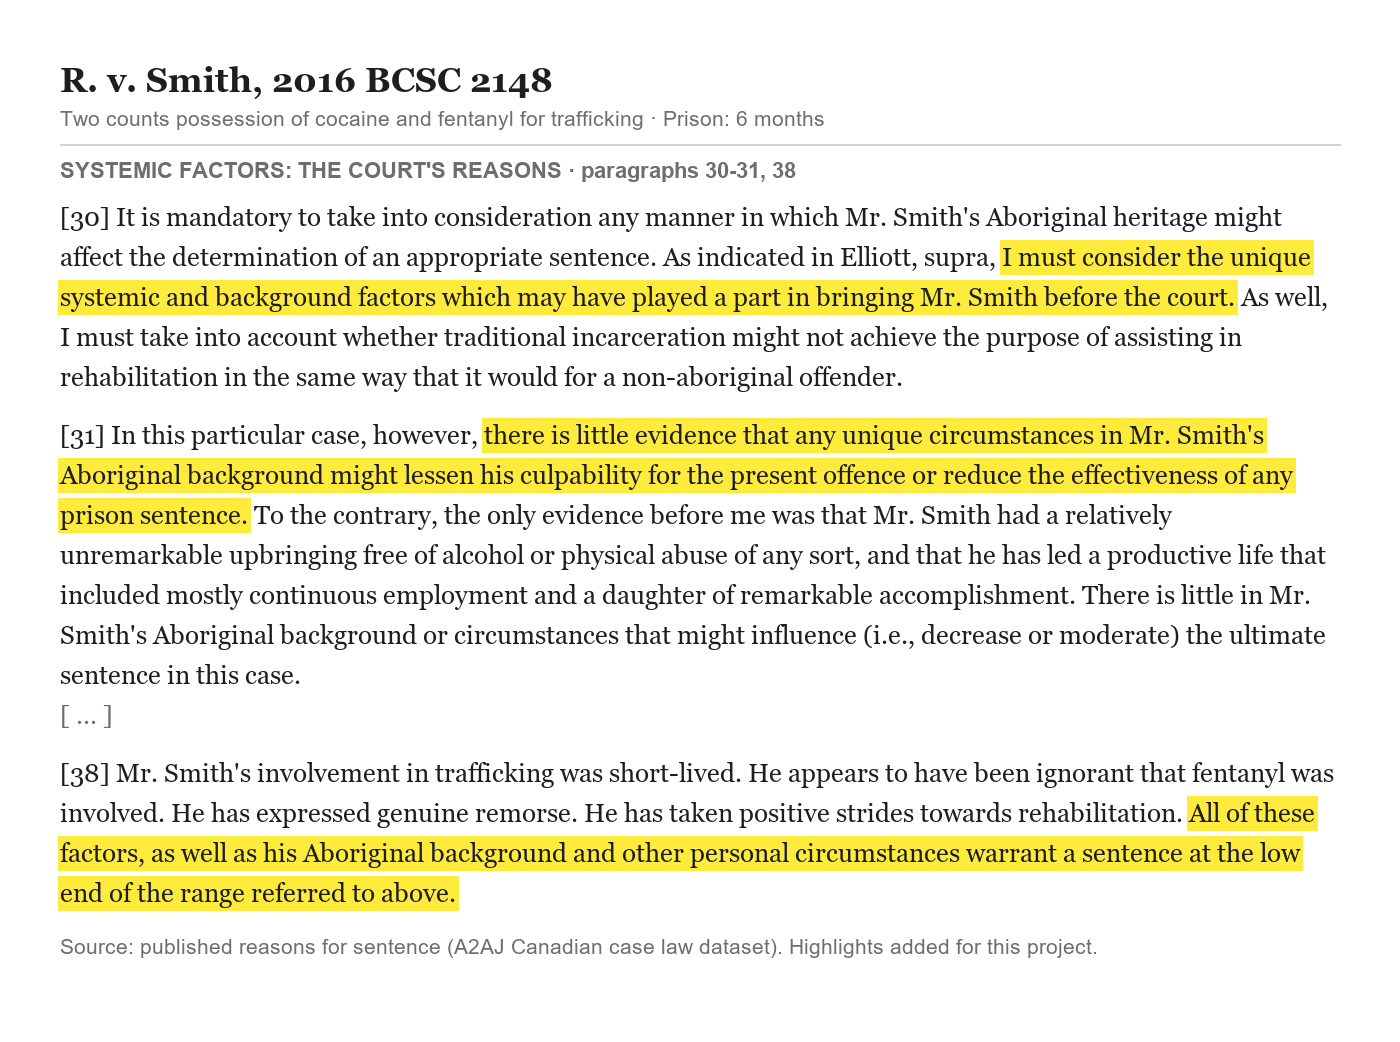 R. v. Smith, 2016 BCSC 2148
Two counts possession of cocaine and fentanyl for trafficking · Prison: 6 months
SYSTEMIC FACTORS: THE COURT'S REASONS · paragraphs 30-31, 38
[30] It is mandatory to take into consideration any manner in which Mr. Smith's Aboriginal heritage might
affect the determination of an appropriate sentence. As indicated in Elliott, supra, I must consider the unique
systemic and background factors which may have played a part in bringing Mr. Smith before the court. As well,
I must take into account whether traditional incarceration might not achieve the purpose of assisting in
rehabilitation in the same way that it would for a non-aboriginal offender.
[31] In this particular case, however, there is little evidence that any unique circumstances in Mr. Smith's
Aboriginal background might lessen his culpability for the present offence or reduce the effectiveness of any
prison sentence. To the contrary, the only evidence before me was that Mr. Smith had a relatively
unremarkable upbringing free of alcohol or physical abuse of any sort, and that he has led a productive life that
included mostly continuous employment and a daughter of remarkable accomplishment. There is little in Mr.
Smith's Aboriginal background or circumstances that might influence (i.e., decrease or moderate) the ultimate
sentence in this case.
[ ... ]
[38] Mr. Smith's involvement in trafficking was short-lived. He appears to have been ignorant that fentanyl was
involved. He has expressed genuine remorse. He has taken positive strides towards rehabilitation. All of these
factors, as well as his Aboriginal background and other personal circumstances warrant a sentence at the low
end of the range referred to above.
Source: published reasons for sentence (A2AJ Canadian case law dataset). Highlights added for this project.